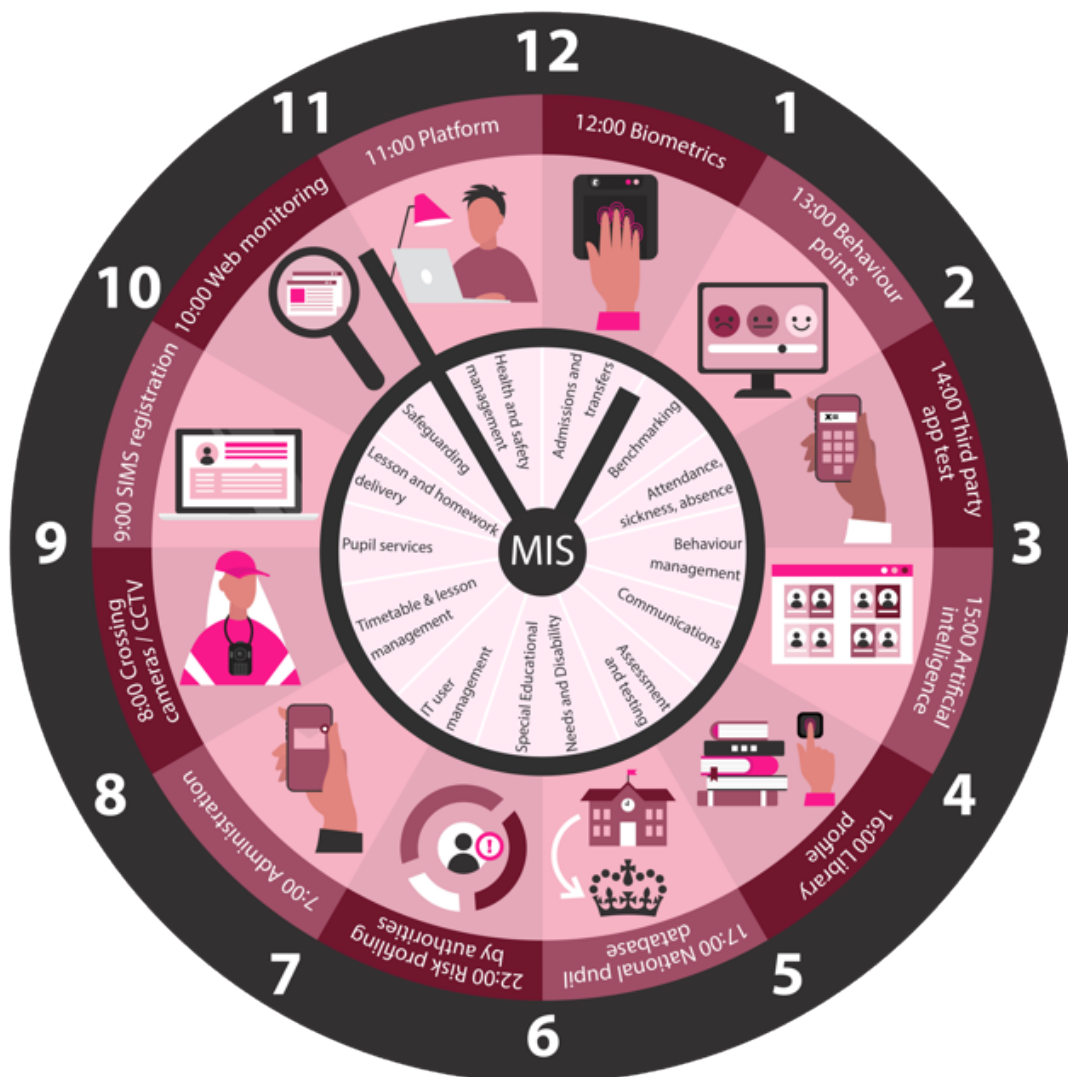 12
1
2
3
4
5
6
7
8
9
10
11
12:00 Biometrics
13:00 Behaviour
points
14:00 Third party
app test
15:00 Artificial
intelligence
16:00 Library
profile
17:00 National pupil
database
22:00 Risk profiling
by authorities
7:00 Administration
8:00 Crossing
cameras / CCTV
9:00 SIMS registration
10:00 Web monitoring
11:00 Platform
x=
Admissions and
transfers
Benchmarking
Attendance,
sickness, absence
Behaviour
management
Communications
Assessment
and testing
Special Educational
Needs and Disability
IT user
management
Timetable & lesson
management
Pupil services
Lesson and homework
delivery
Safeguarding
Health and safety
management
MIS